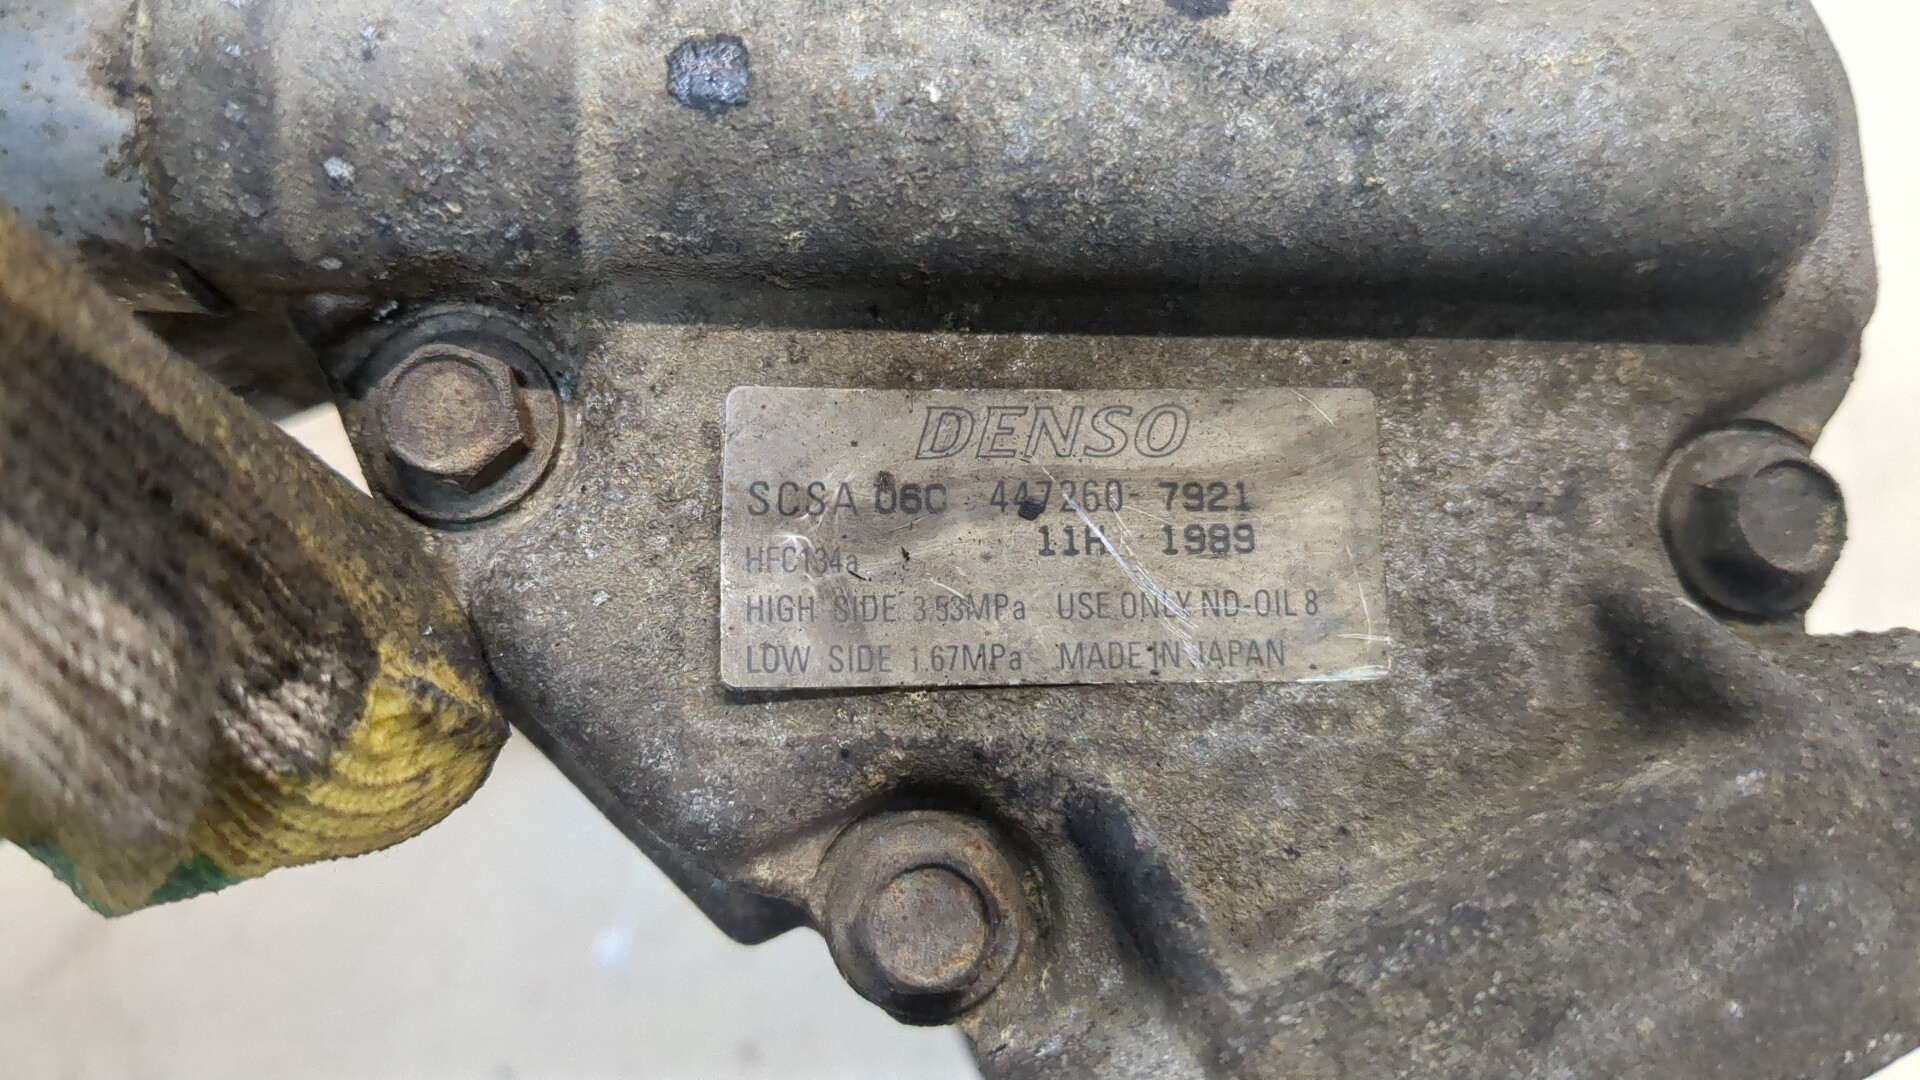 DENSO
SCSA 06C 447260-7921
11H 1989
HFC134a
HIGH SIDE 3.53MPa USE ONLY ND-OIL 8
LOW SIDE 1.67MPa MADE IN JAPAN